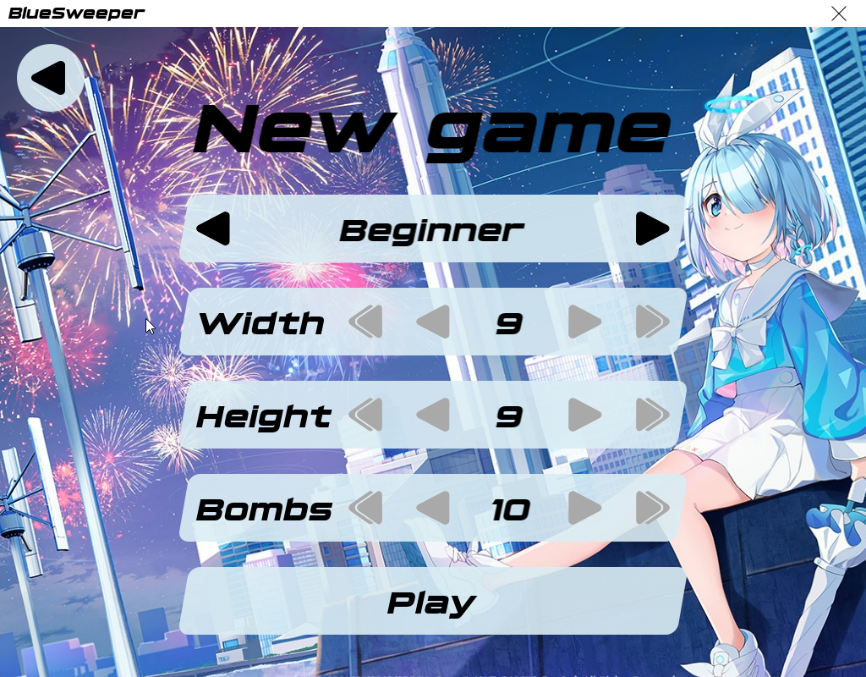 BlueSweeper
New game
Beginner
Width 9
Height 9
Bombs 10
Play